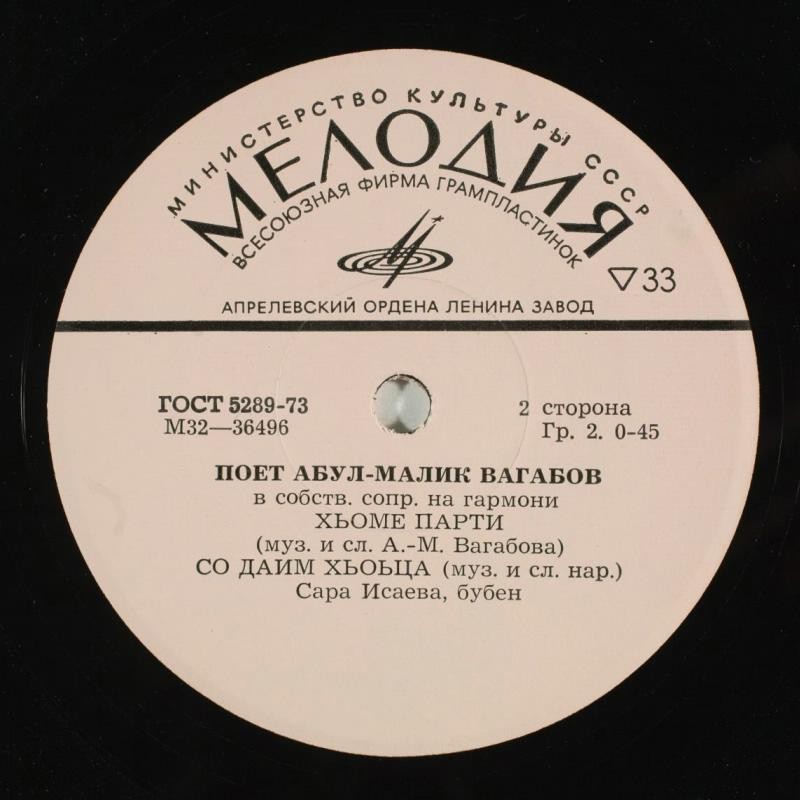 МИНИСТЕРСТВО КУЛЬТУРЫ СССР
МЕЛОДИЯ
ВСЕСОЮЗНАЯ ФИРМА ГРАМПЛАСТИНОК
▽33
АПРЕЛЕВСКИЙ ОРДЕНА ЛЕНИНА ЗАВОД
ГОСТ 5289-73
М32—36496
2 сторона
Гр. 2. 0-45
ПОЕТ АБУЛ-МАЛИК ВАГАБОВ
в собств. сопр. на гармони
ХЬОМЕ ПАРТИ
(муз. и сл. А.-М. Вагабова)
СО ДАИМ ХЬОЬЦА (муз. и сл. нар.)
Сара Исаева, бубен